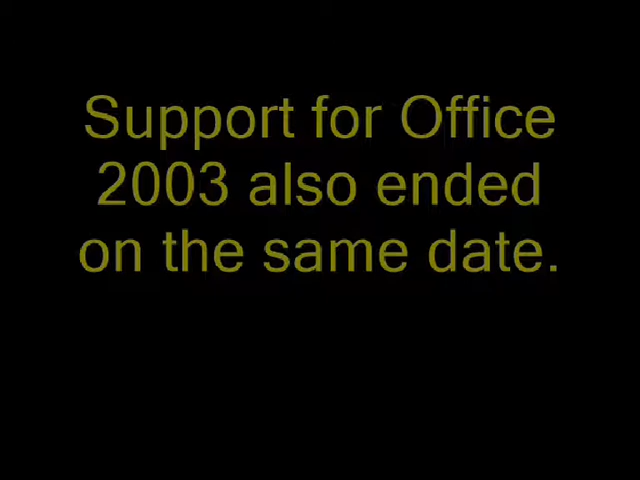 Support for Office
2003 also ended
on the same date.